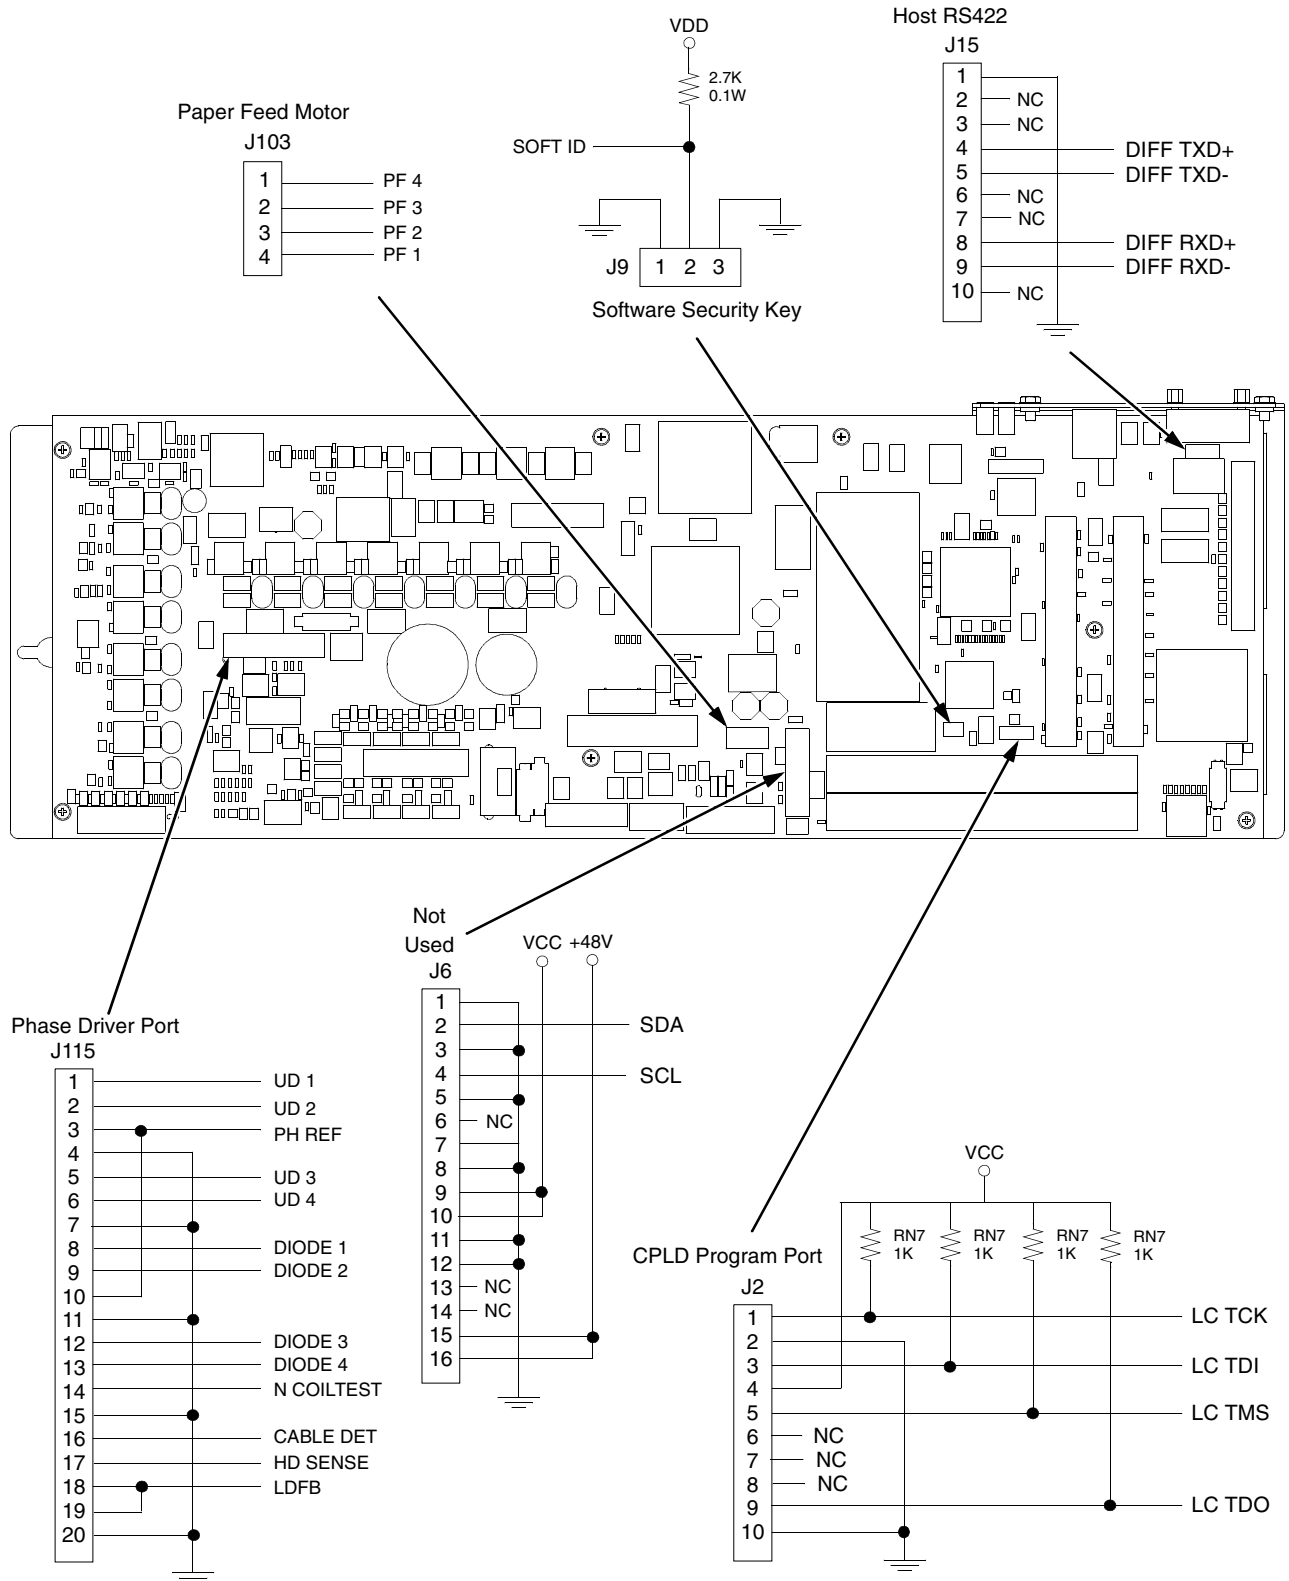 Host RS422
J15
1
2 NC
3 NC
4 DIFF TXD+
5 DIFF TXD-
6 NC
7 NC
8 DIFF RXD+
9 DIFF RXD-
10 NC
VDD
2.7K
0.1W
SOFT ID
J9 1 2 3
Software Security Key
Paper Feed Motor
J103
1 PF 4
2 PF 3
3 PF 2
4 PF 1
Phase Driver Port
J115
1 UD 1
2 UD 2
3 PH REF
4
5 UD 3
6 UD 4
7
8 DIODE 1
9 DIODE 2
10
11
12 DIODE 3
13 DIODE 4
14 N COILTEST
15
16 CABLE DET
17 HD SENSE
18 LDFB
19
20
Not
Used
J6
VCC +48V
1
2 SDA
3
4 SCL
5
6 NC
7
8
9
10
11
12
13 NC
14 NC
15
16
CPLD Program Port
J2
VCC
RN7 RN7 RN7 RN7
1K 1K 1K 1K
1 LC TCK
2
3 LC TDI
4
5 LC TMS
6 NC
7 NC
8 NC
9 LC TDO
10